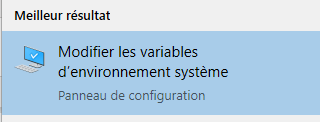 Meilleur résultat
Modifier les variables
d’environnement système
Panneau de configuration